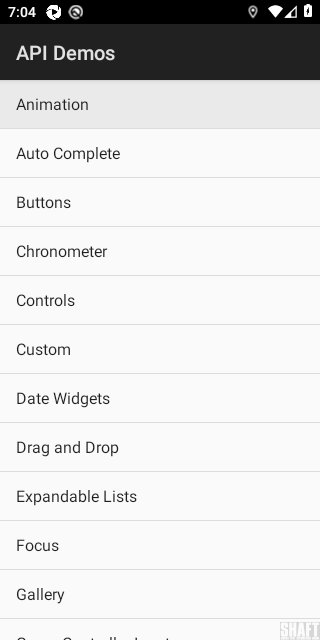 7:04
API Demos
Animation
Auto Complete
Buttons
Chronometer
Controls
Custom
Date Widgets
Drag and Drop
Expandable Lists
Focus
Gallery
SHAFT